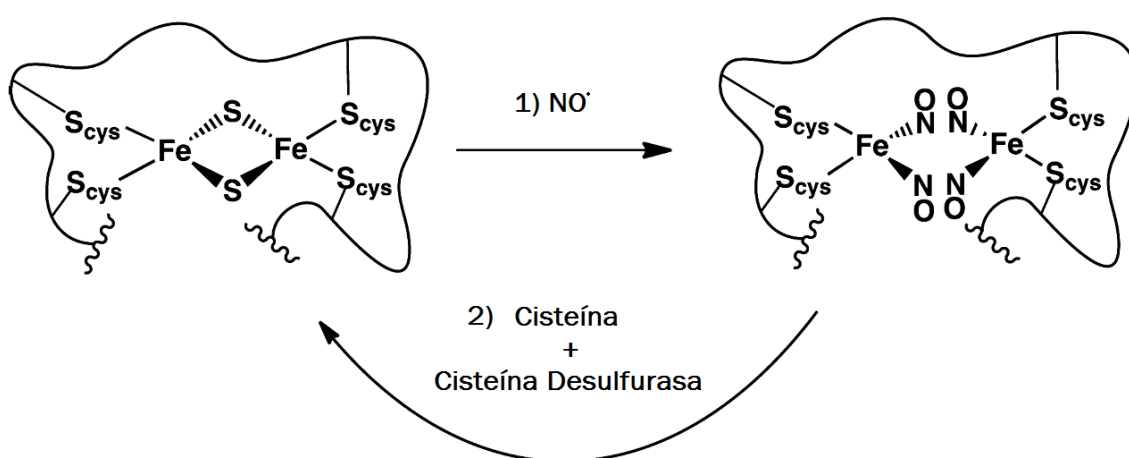 S
S
Scys
Scys
Scys
Scys
Fe
Fe
1) NO·
O
O
N
N
Scys
Scys
Scys
Scys
Fe
Fe
N
N
O
O
2) Cisteína
+
Cisteína Desulfurasa